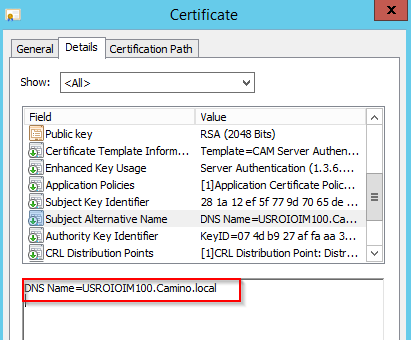 Certificate
x
General Details Certification Path
Show: <All>
Field Value
Public key RSA (2048 Bits)
Certificate Template Inform... Template=CAM Server Authen...
Enhanced Key Usage Server Authentication (1.3.6....
Application Policies [1]Application Certificate Polic...
Subject Key Identifier 28 1a 12 ef 5f 77 9d 70 65 de ...
Subject Alternative Name DNS Name=USROIOIM100.Ca...
Authority Key Identifier KeyID=07 4d b9 27 af fa aa 3...
CRL Distribution Points [1]CRL Distribution Point: Distr...
DNS Name=USROIOIM100.Camino.local